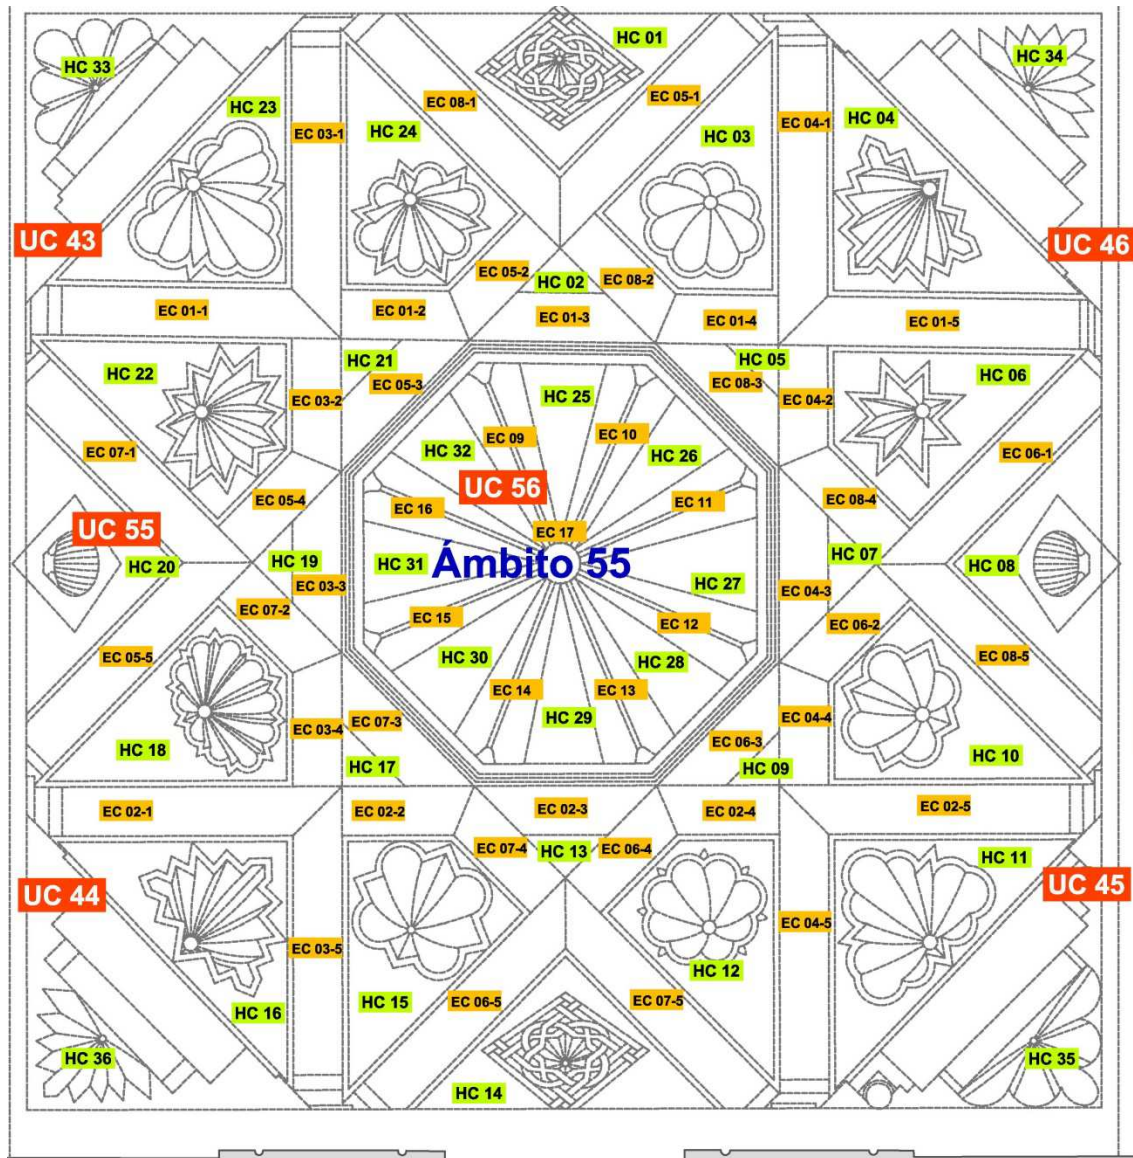 HC 01
HC 33
HC 34
HC 23
EC 08-1
EC 05-1
EC 03-1
HC 24
HC 03
EC 04-1
HC 04
UC 43
UC 46
EC 05-2
HC 02
EC 08-2
EC 01-1
EC 01-2
EC 01-3
EC 01-4
EC 01-5
HC 21
HC 05
HC 22
EC 05-3
EC 08-3
HC 06
EC 03-2
HC 25
EC 04-2
EC 07-1
HC 32
EC 09
EC 10
HC 26
EC 06-1
UC 56
EC 05-4
EC 16
EC 11
EC 08-4
UC 55
EC 17
HC 20
HC 19
HC 31
Ámbito 55
HC 27
HC 07
HC 08
EC 03-3
EC 04-3
EC 07-2
EC 15
EC 12
EC 06-2
EC 05-5
HC 30
HC 28
EC 08-5
EC 14
EC 13
HC 18
EC 03-4
EC 07-3
HC 29
EC 06-3
EC 04-4
HC 10
HC 17
HC 09
EC 02-1
EC 02-2
EC 02-3
EC 02-4
EC 02-5
EC 07-4
HC 13
EC 06-4
HC 11
UC 44
UC 45
EC 03-5
EC 04-5
HC 12
HC 16
HC 15
EC 06-5
EC 07-5
HC 36
HC 35
HC 14